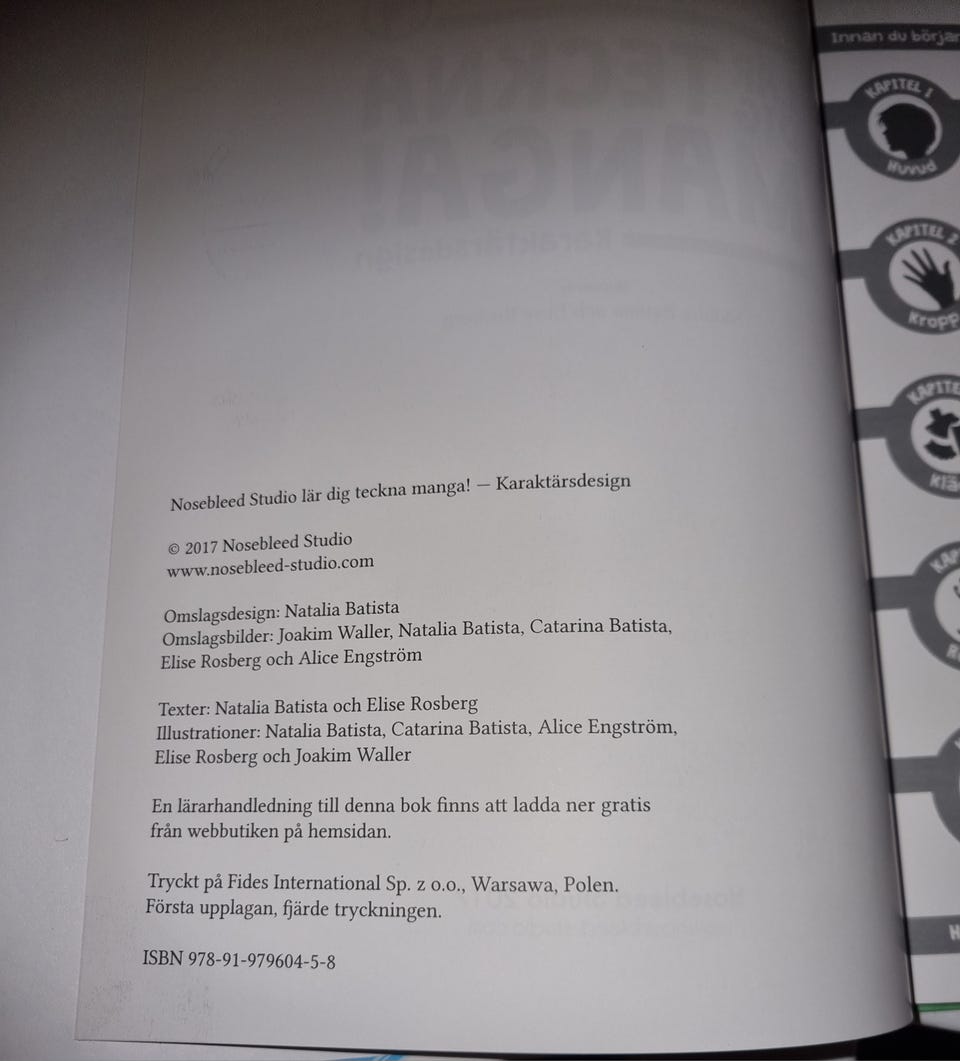 Nosebleed Studio lär dig teckna manga! — Karaktärsdesign
© 2017 Nosebleed Studio
www.nosebleed-studio.com
Omslagsdesign: Natalia Batista
Omslagsbilder: Joakim Waller, Natalia Batista, Catarina Batista,
Elise Rosberg och Alice Engström
Texter: Natalia Batista och Elise Rosberg
Illustrationer: Natalia Batista, Catarina Batista, Alice Engström,
Elise Rosberg och Joakim Waller
En lärarhandledning till denna bok finns att ladda ner gratis
från webbutiken på hemsidan.
Tryckt på Fides International Sp. z o.o., Warsawa, Polen.
Första upplagan, fjärde tryckningen.
ISBN 978-91-979604-5-8
Innan du börjar
KAPITEL 1
Huvud
KAPITEL 2
Kropp